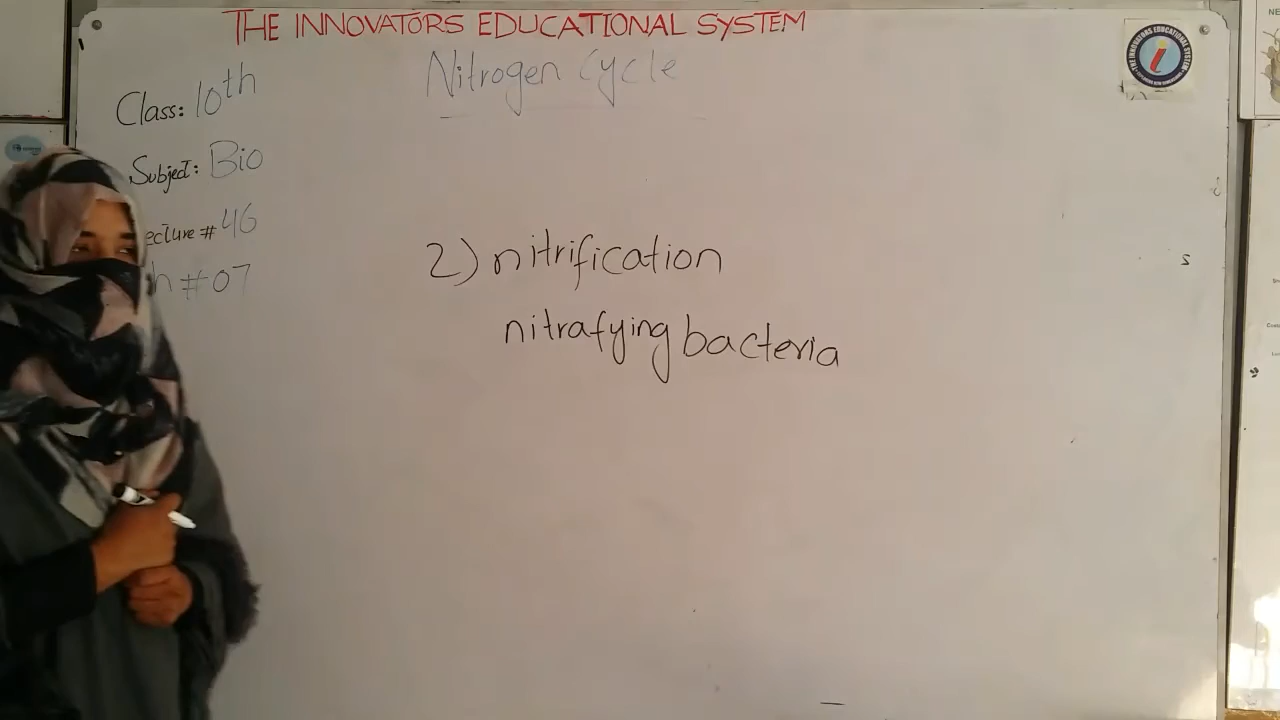 THE INNOVATORS EDUCATIONAL SYSTEM
Nitrogen Cycle
Class: 10th
Subject: Bio
ecture # 46
h # 07
2) nitrification
nitrafying bacteria